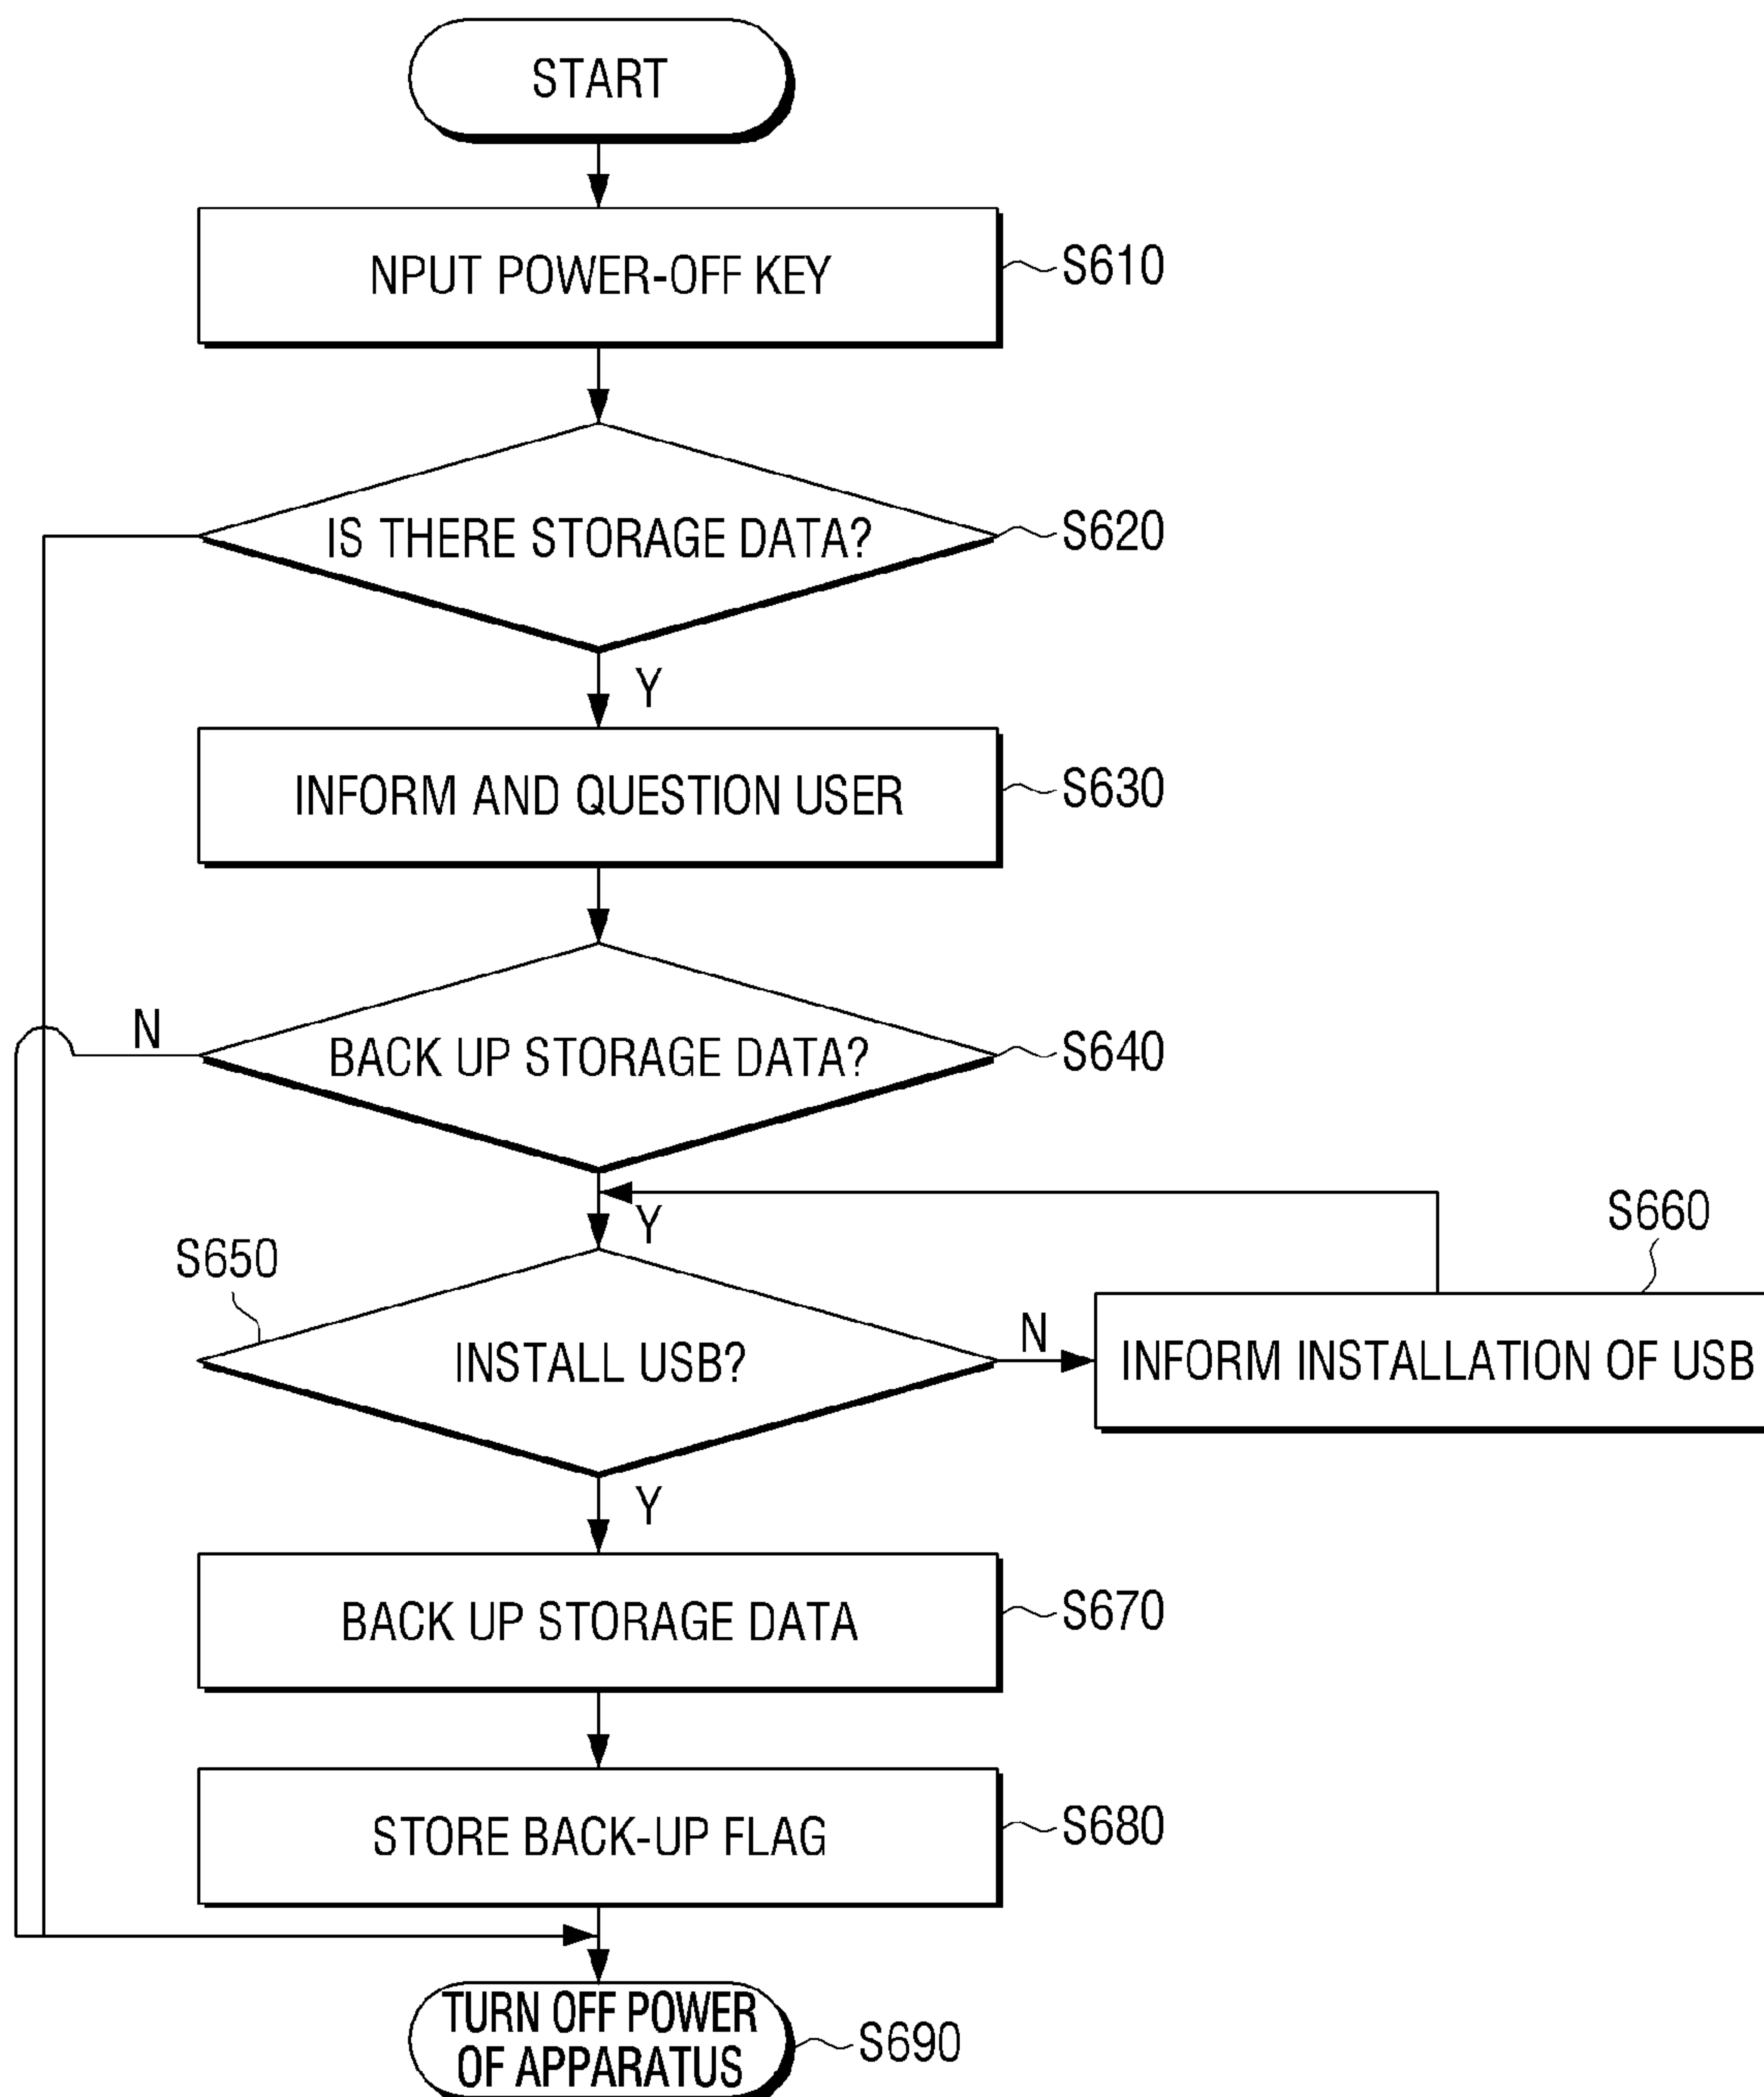 START
NPUT POWER-OFF KEY
S610
IS THERE STORAGE DATA?
S620
Y
INFORM AND QUESTION USER
S630
N
BACK UP STORAGE DATA?
S640
Y
S650
S660
INSTALL USB?
N
INFORM INSTALLATION OF USB
Y
BACK UP STORAGE DATA
S670
STORE BACK-UP FLAG
S680
TURN OFF POWER
OF APPARATUS
S690